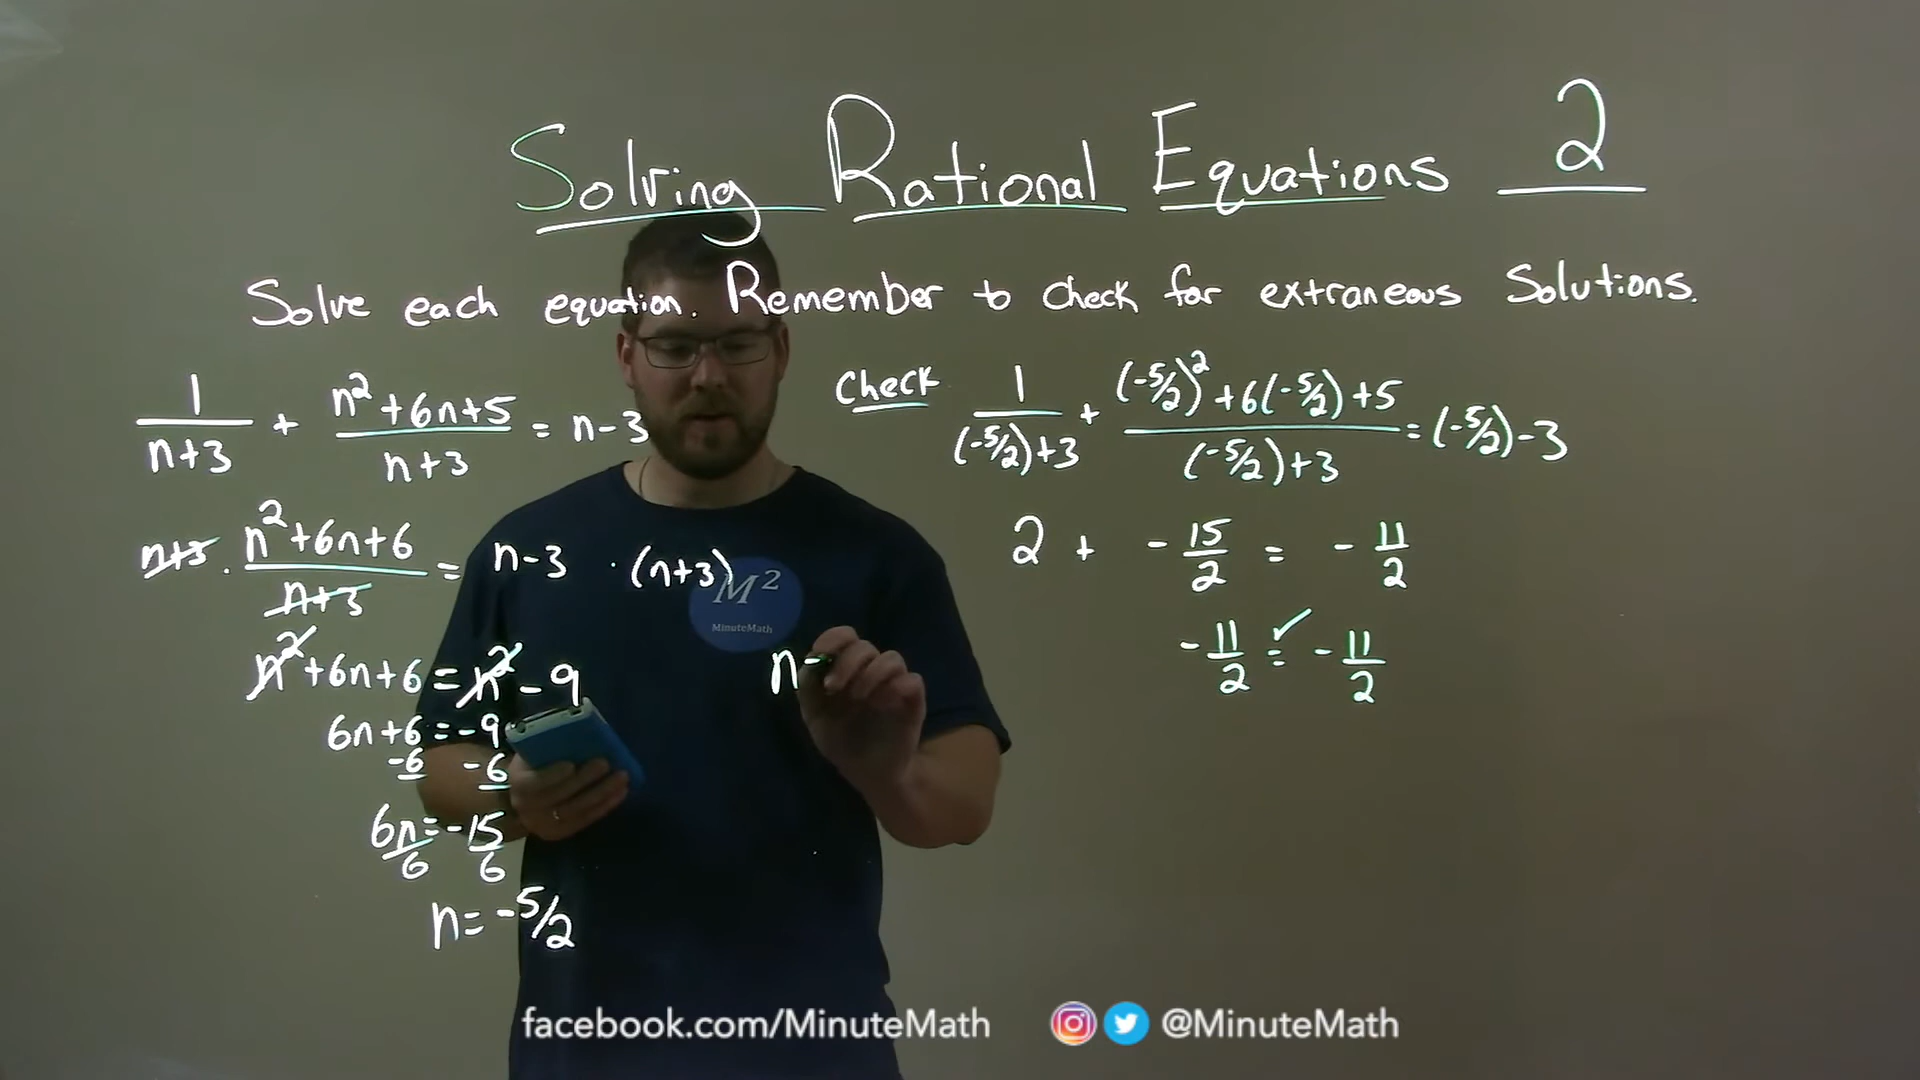 Solving Rational Equations 2
Solve each equation. Remember to check for extraneous solutions.
1/(n+3) + (n²+6n+5)/(n+3) = n-3
n+3 · (n²+6n+6)/(n+3) = n-3 · (n+3)
n²+6n+6 = n²-9
6n+6=-9
-6 -6
6n/6=-15/6
n=-5/2
Check 1/((-5/2)+3) + ((-5/2)²+6(-5/2)+5)/((-5/2)+3) = (-5/2)-3
2 + -15/2 = -11/2
-11/2 =✓ -11/2
n-
M²
MinuteMath
facebook.com/MinuteMath @MinuteMath